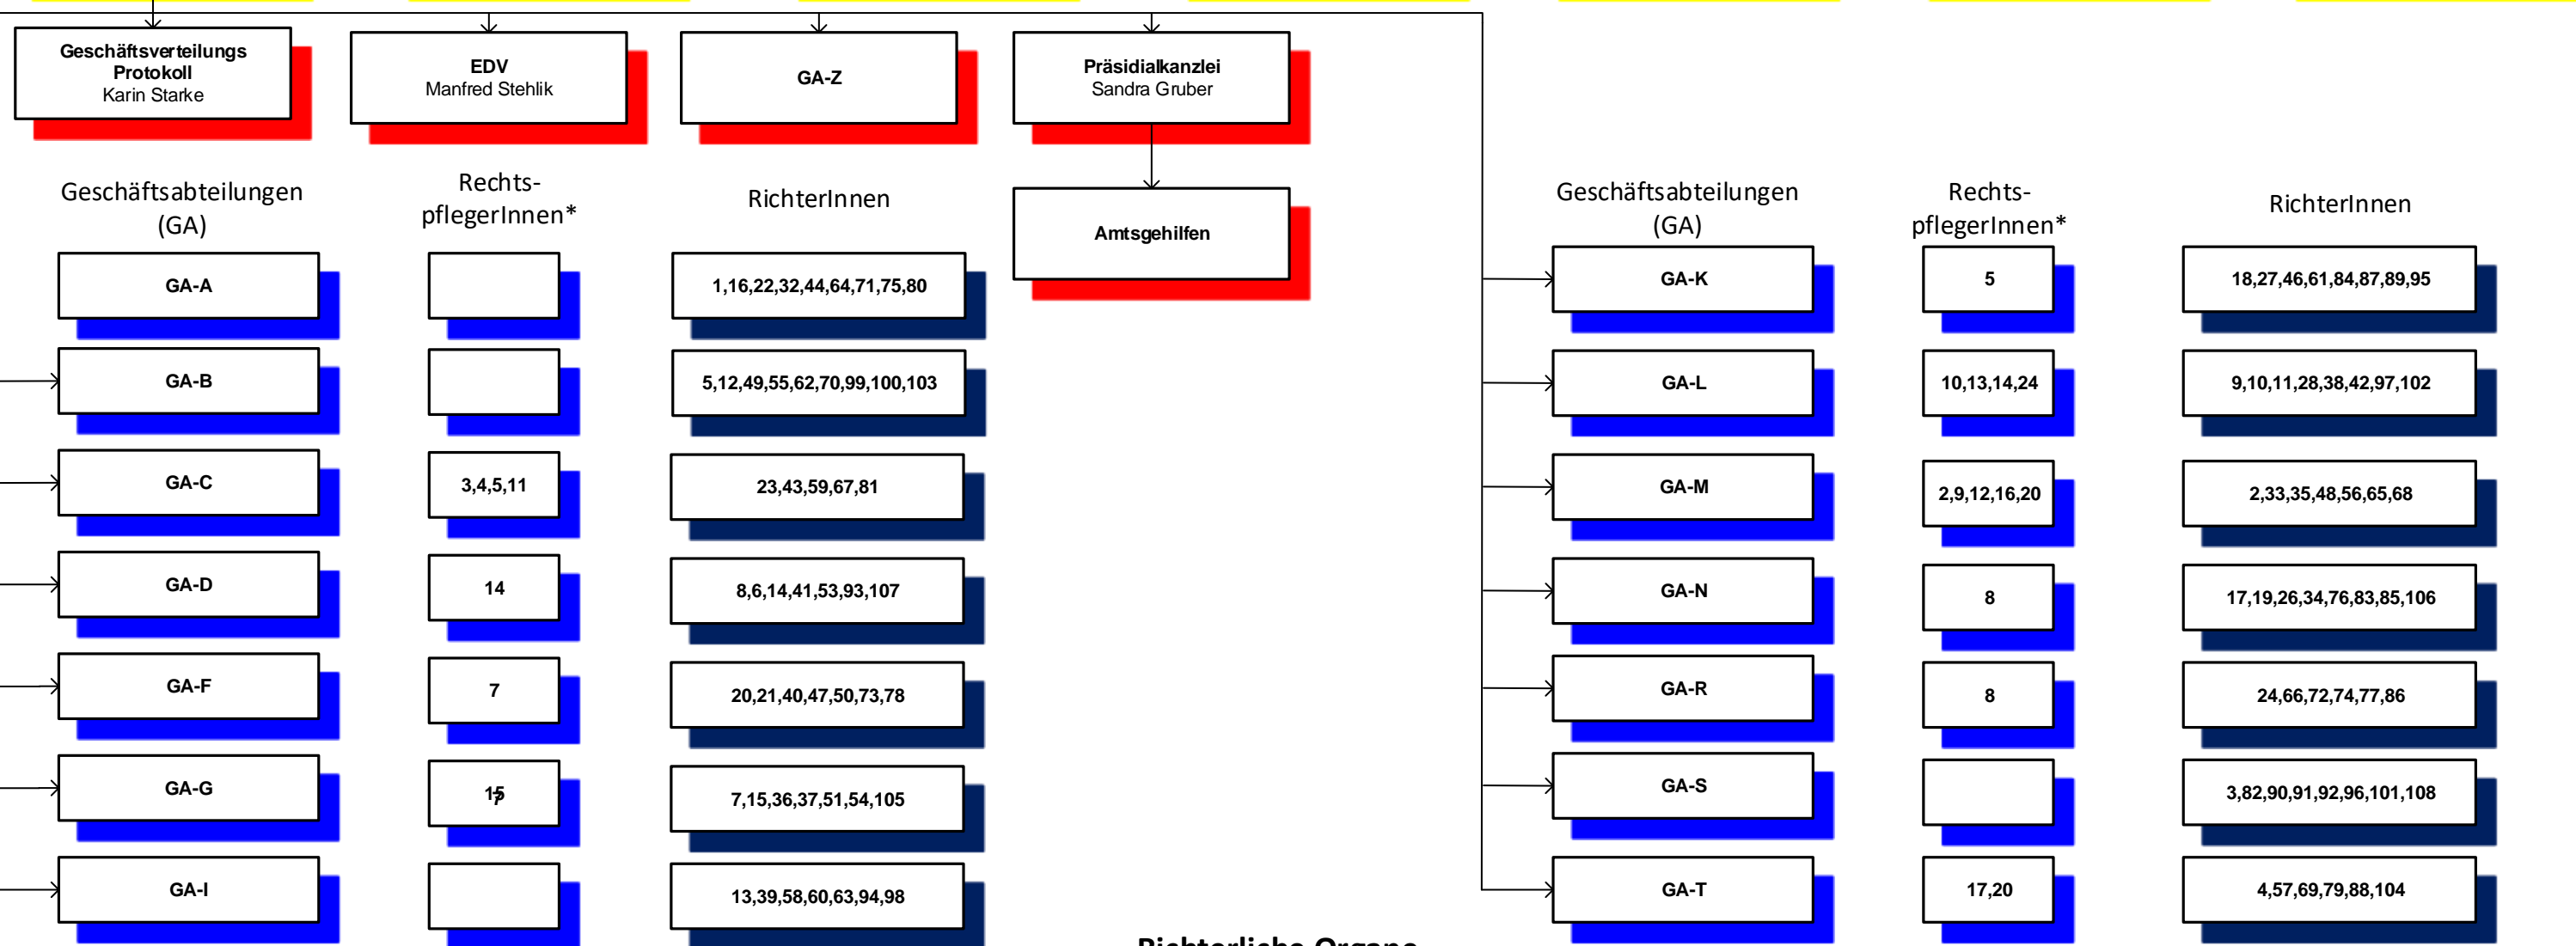 Geschäftsverteilungs
Protokoll
Karin Starke
EDV
Manfred Stehlik
GA-Z
Präsidialkanzlei
Sandra Gruber
Amtsgehilfen
Geschäftsabteilungen
(GA)
Rechts-
pflegerInnen*
RichterInnen
GA-A
1,16,22,32,44,64,71,75,80
GA-B
5,12,49,55,62,70,99,100,103
GA-C
3,4,5,11
23,43,59,67,81
GA-D
14
8,6,14,41,53,93,107
GA-F
7
20,21,40,47,50,73,78
GA-G
7,15,36,37,51,54,105
GA-I
13,39,58,60,63,94,98
Geschäftsabteilungen
(GA)
Rechts-
pflegerInnen*
RichterInnen
GA-K
5
18,27,46,61,84,87,89,95
GA-L
10,13,14,24
9,10,11,28,38,42,97,102
GA-M
2,9,12,16,20
2,33,35,48,56,65,68
GA-N
8
17,19,26,34,76,83,85,106
GA-R
8
24,66,72,74,77,86
GA-S
3,82,90,91,92,96,101,108
GA-T
17,20
4,57,69,79,88,104
Richterliche Organe